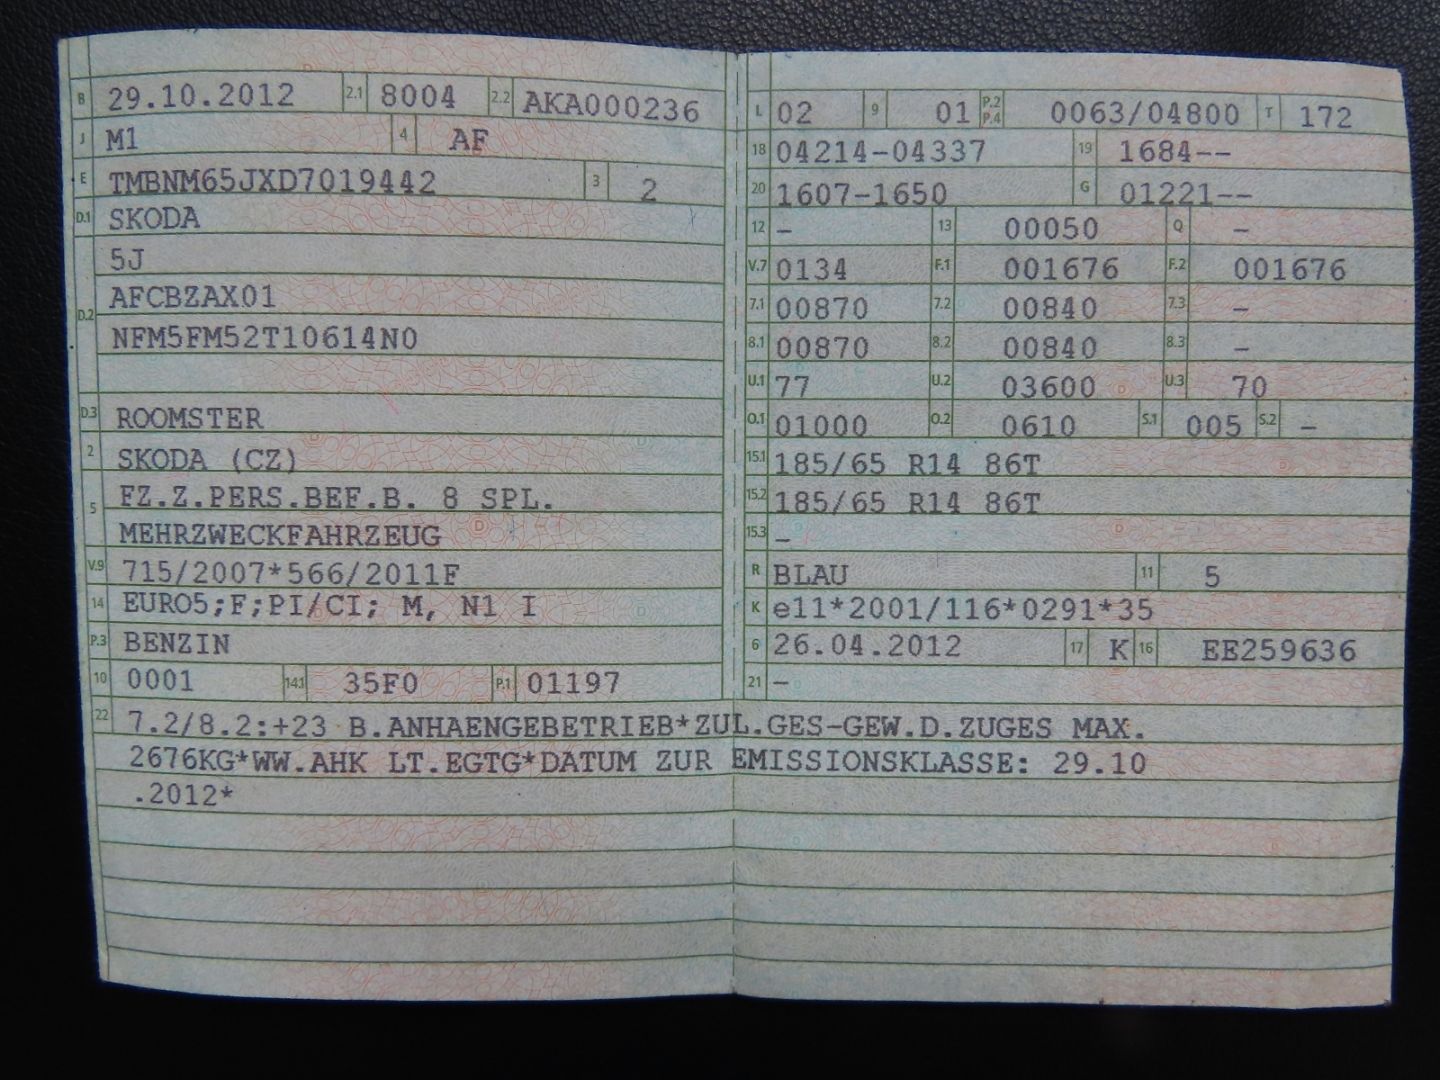 B 29.10.2012 2.1 8004 2.2 AKA000236
J M1 4 AF
E TMBNM65JXD7019442 3 2
D.1 SKODA
5J
D.2 AFCBZAX01
NFM5FM52T10614N0
D.3 ROOMSTER
2 SKODA (CZ)
5 FZ.Z.PERS.BEF.B. 8 SPL.
MEHRZWECKFAHRZEUG
V.9 715/2007*566/2011F
14 EURO5;F;PI/CI; M, N1 I
P.3 BENZIN
10 0001 14.1 35F0 P.1 01197
L 02 9 01 P.2 P.4 0063/04800 T 172
18 04214-04337 19 1684--
20 1607-1650 G 01221--
12 - 13 00050 Q -
V.7 0134 F.1 001676 F.2 001676
7.1 00870 7.2 00840 7.3 -
8.1 00870 8.2 00840 8.3 -
U.1 77 U.2 03600 U.3 70
O.1 01000 O.2 0610 S.1 005 S.2 -
15.1 185/65 R14 86T
15.2 185/65 R14 86T
15.3 -
R BLAU 11 5
K e11*2001/116*0291*35
6 26.04.2012 17 K 16 EE259636
21 -
22 7.2/8.2:+23 B.ANHAENGEBETRIEB*ZUL.GES-GEW.D.ZUGES MAX.
2676KG*WW.AHK LT.EGTG*DATUM ZUR EMISSIONSKLASSE: 29.10
.2012*